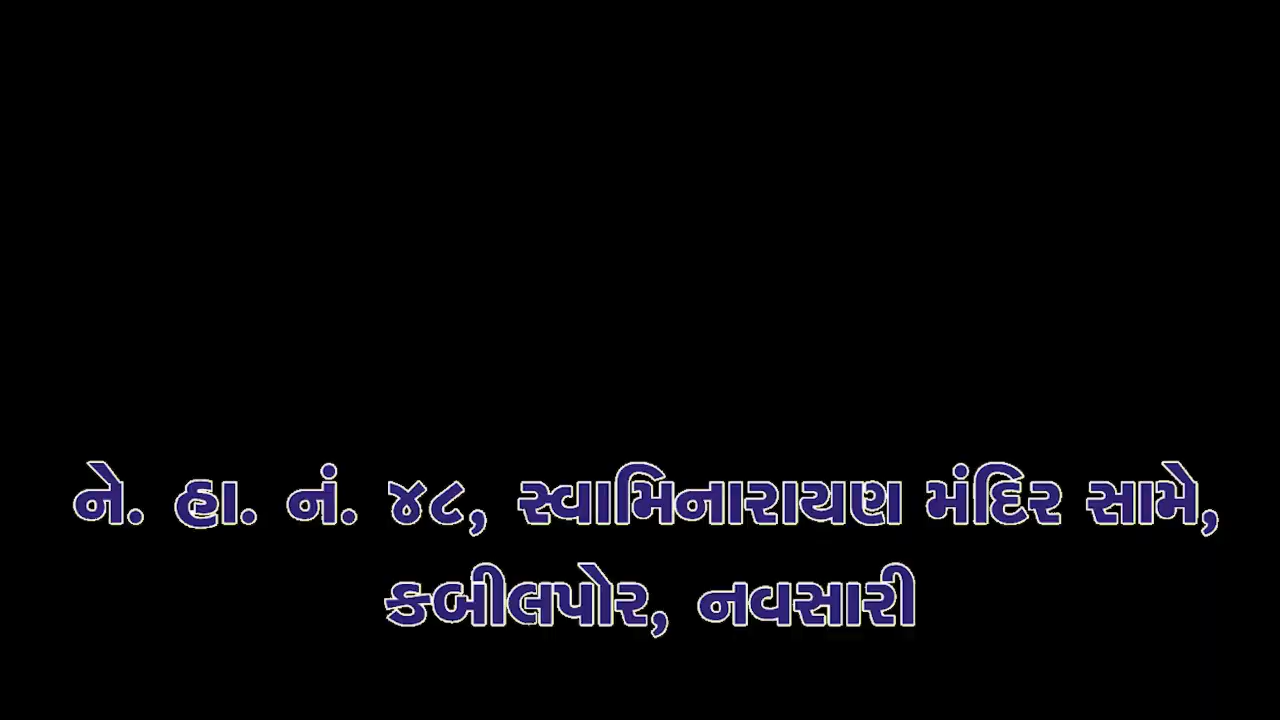 ને. હા. નં. ૪૮, સ્વામિનારાયણ મંદિર સામે,
કબીલપોર, નવસારી